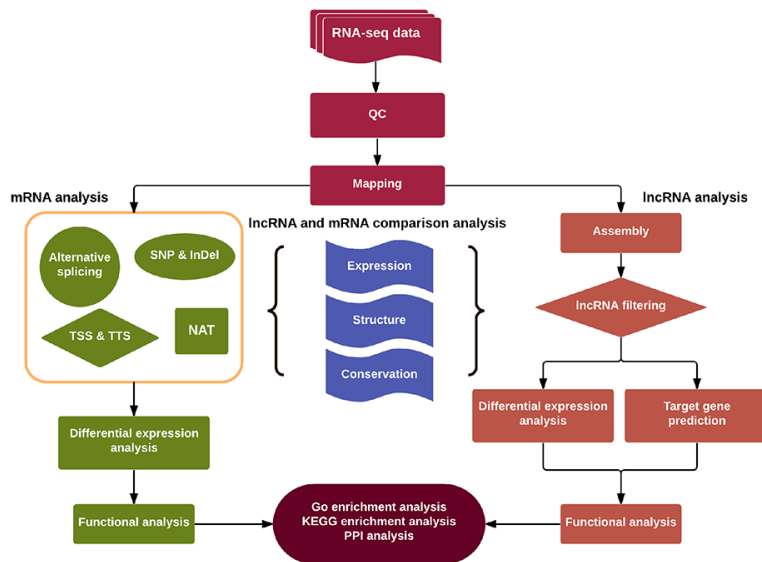 RNA-seq data
QC
Mapping
mRNA analysis
lncRNA analysis
lncRNA and mRNA comparison analysis
Alternative
splicing
SNP & InDel
TSS & TTS
NAT
Expression
Structure
Conservation
Assembly
lncRNA filtering
Differential expression
analysis
Target gene
prediction
Differential expression
analysis
Functional analysis
Go enrichment analysis
KEGG enrichment analysis
PPI analysis
Functional analysis